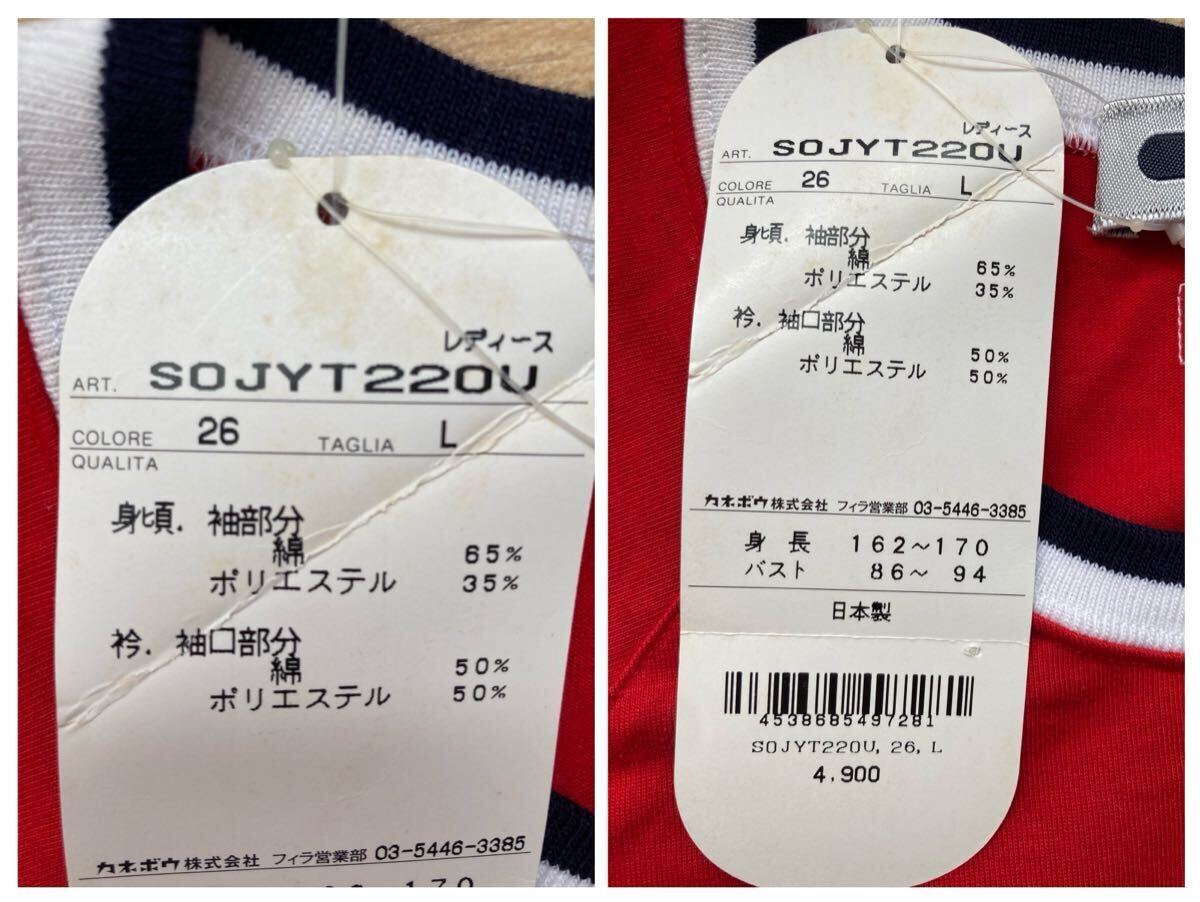 レディース
ART. SOJYT220U
COLORE 26 TAGLIA L
QUALITA
身頃. 袖部分
綿 65%
ポリエステル 35%
衿. 袖口部分
綿 50%
ポリエステル 50%
カネボウ株式会社 フィラ営業部 03-5446-3385
レディース
ART. SOJYT220U
COLORE 26 TAGLIA L
QUALITA
身頃. 袖部分
綿 65%
ポリエステル 35%
衿. 袖口部分
綿 50%
ポリエステル 50%
カネボウ株式会社 フィラ営業部 03-5446-3385
身長 162~170
バスト 86~94
日本製
4538685497281
SOJYT220U, 26, L
4,900